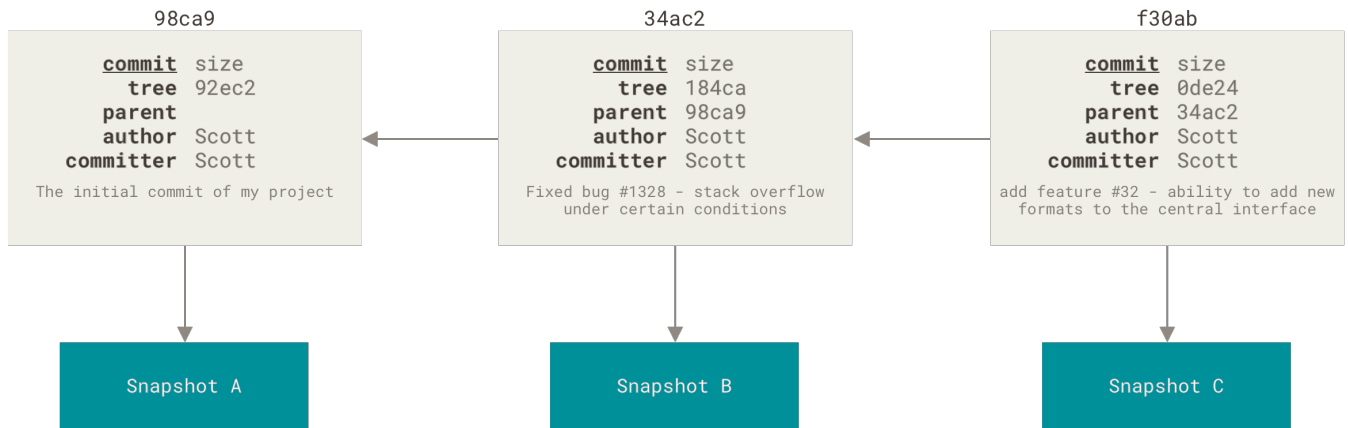 98ca9
commit size
tree 92ec2
parent
author Scott
committer Scott
The initial commit of my project
Snapshot A
34ac2
commit size
tree 184ca
parent 98ca9
author Scott
committer Scott
Fixed bug #1328 - stack overflow
under certain conditions
Snapshot B
f30ab
commit size
tree 0de24
parent 34ac2
author Scott
committer Scott
add feature #32 - ability to add new
formats to the central interface
Snapshot C